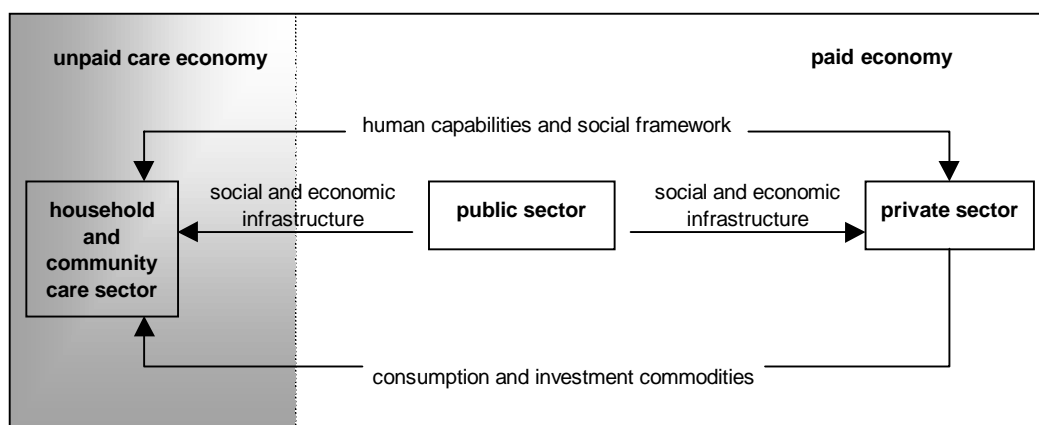 unpaid care economy
paid economy
human capabilities and social framework
household
and
community
care sector
social and economic
infrastructure
public sector
social and economic
infrastructure
private sector
consumption and investment commodities